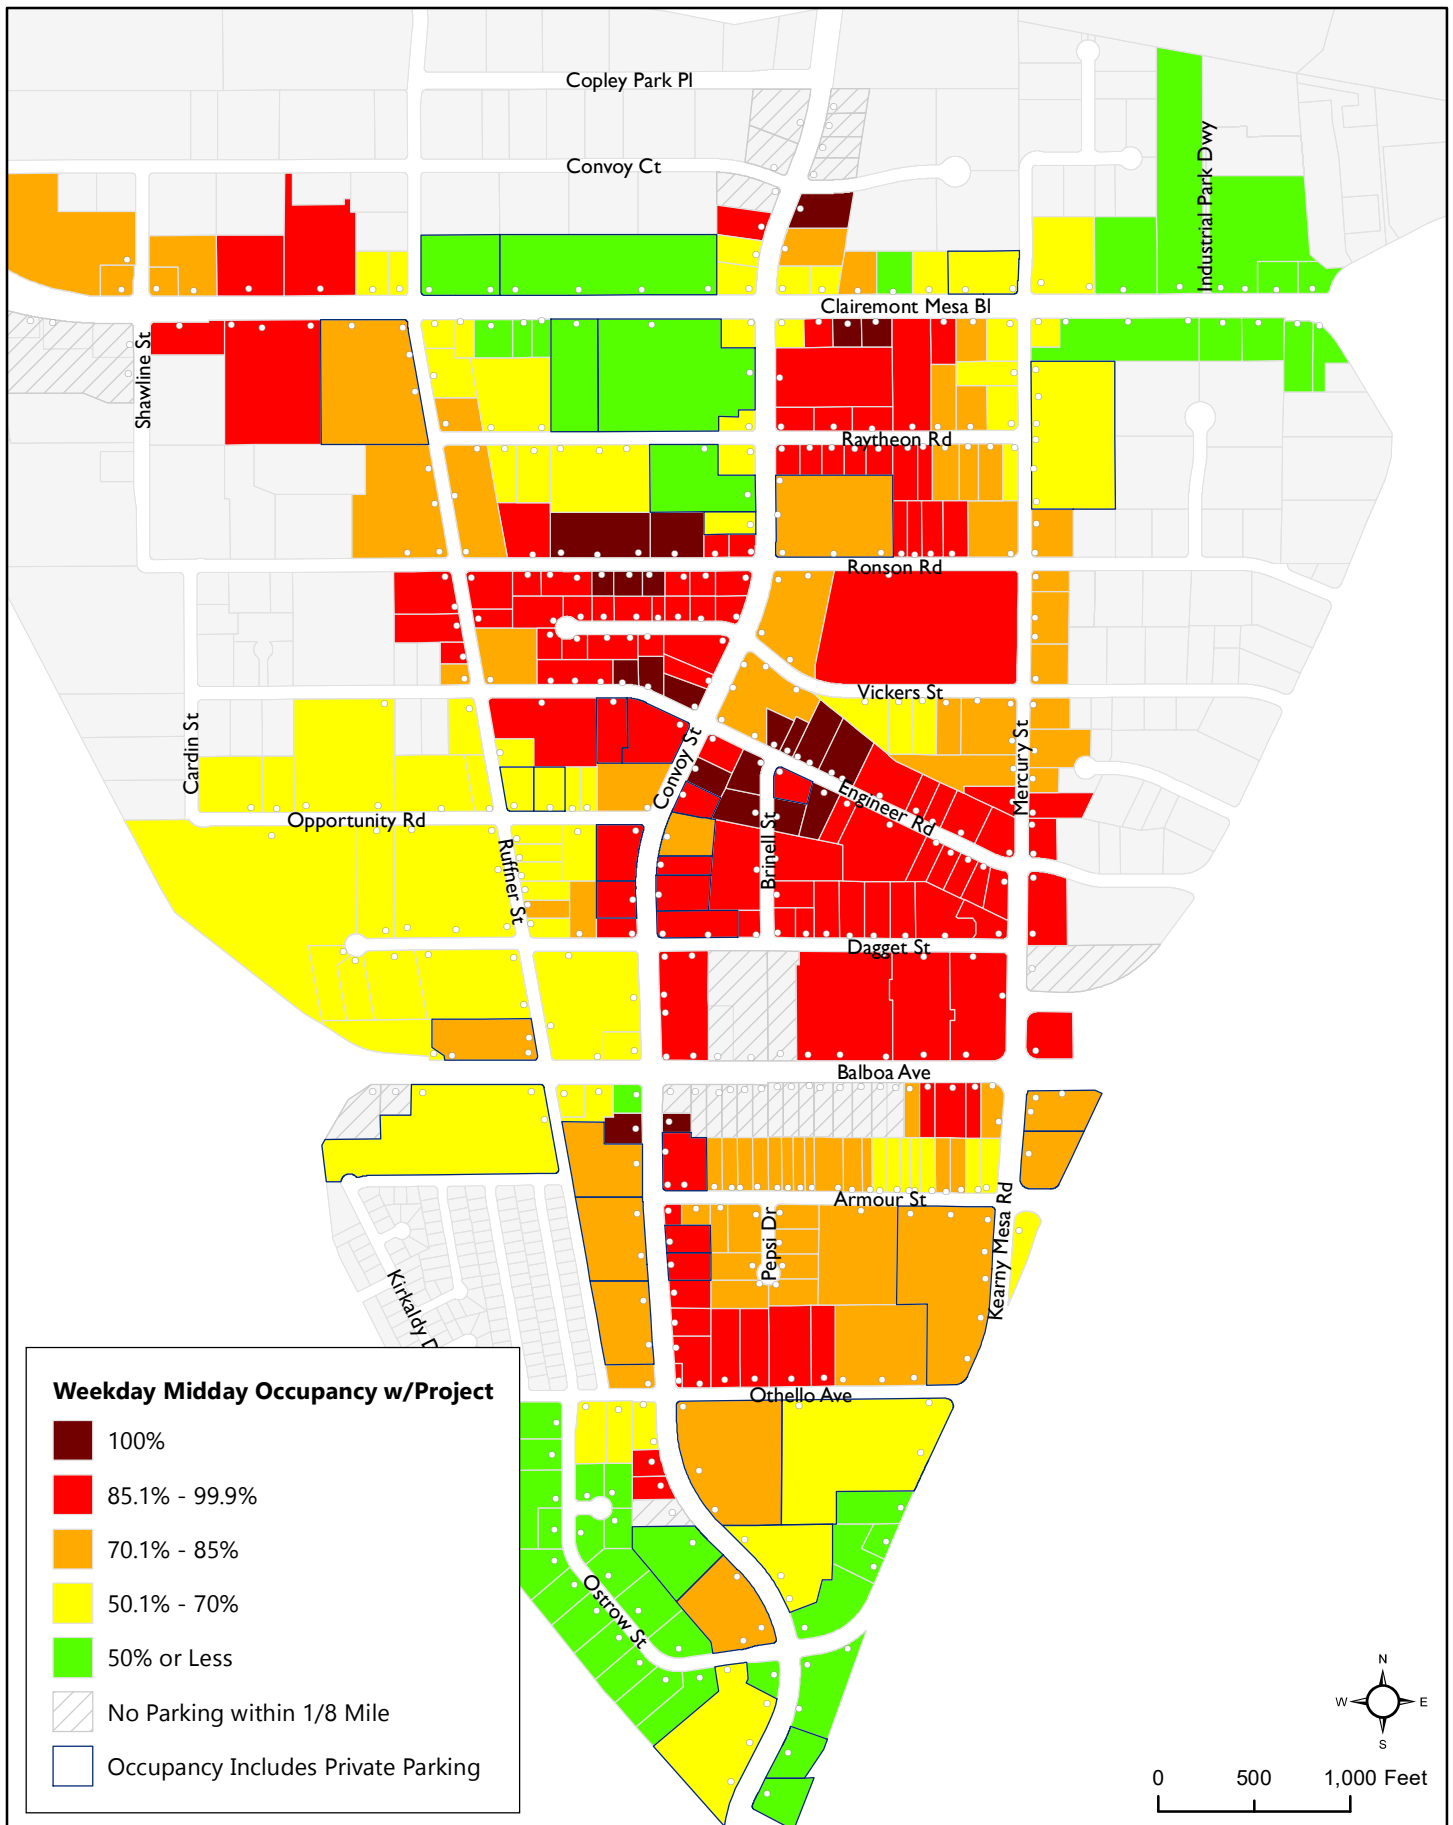 Copley Park Pl
Convoy Ct
Industrial Park Dwy
Clairemont Mesa Bl
Shawline St
Raytheon Rd
Ronson Rd
Vickers St
Cardin St
Convoy St
Mercury St
Engineer Rd
Opportunity Rd
Brinell St
Ruffner St
Dagget St
Balboa Ave
Armour St
Pepsi Dr
Kearny Mesa Rd
Kirkaldy D
Othello Ave
Ostrow St
Weekday Midday Occupancy w/Project
100%
85.1% - 99.9%
70.1% - 85%
50.1% - 70%
50% or Less
No Parking within 1/8 Mile
Occupancy Includes Private Parking
N
W E
S
0 500 1,000 Feet